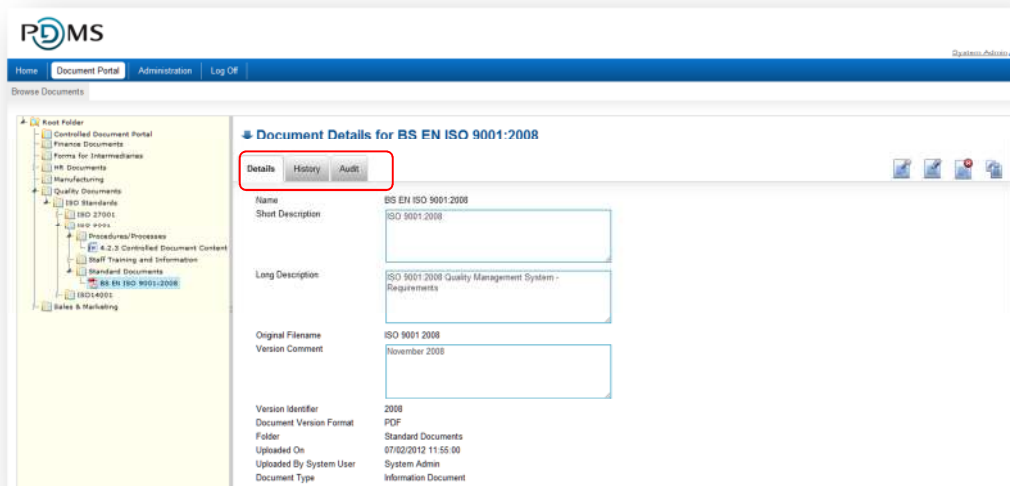 PDMS
System Admin
Home Document Portal Administration Log Off
Browse Documents
Root Folder
Controlled Document Portal
Finance Documents
Forms for Intermediaries
HR Documents
Manufacturing
Quality Documents
ISO Standards
ISO 27001
ISO 9001
Procedures/Processes
4.2.3 Controlled Document Content
Staff Training and Information
Standard Documents
BS EN ISO 9001:2008
ISO14001
Sales & Marketing
Document Details for BS EN ISO 9001:2008
Details History Audit
Name BS EN ISO 9001:2008
Short Description ISO 9001:2008
Long Description ISO 9001:2008 Quality Management System -
Requirements
Original Filename ISO 9001 2008
Version Comment November 2008
Version Identifier 2008
Document Version Format PDF
Folder Standard Documents
Uploaded On 07/02/2012 11:55:00
Uploaded By System User System Admin
Document Type Information Document